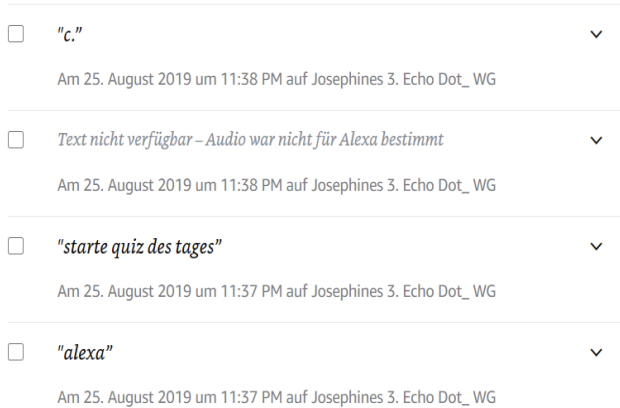 "c.”
Am 25. August 2019 um 11:38 PM auf Josephines 3. Echo Dot_ WG
Text nicht verfügbar – Audio war nicht für Alexa bestimmt
Am 25. August 2019 um 11:38 PM auf Josephines 3. Echo Dot_ WG
"starte quiz des tages”
Am 25. August 2019 um 11:37 PM auf Josephines 3. Echo Dot_ WG
"alexa”
Am 25. August 2019 um 11:37 PM auf Josephines 3. Echo Dot_ WG